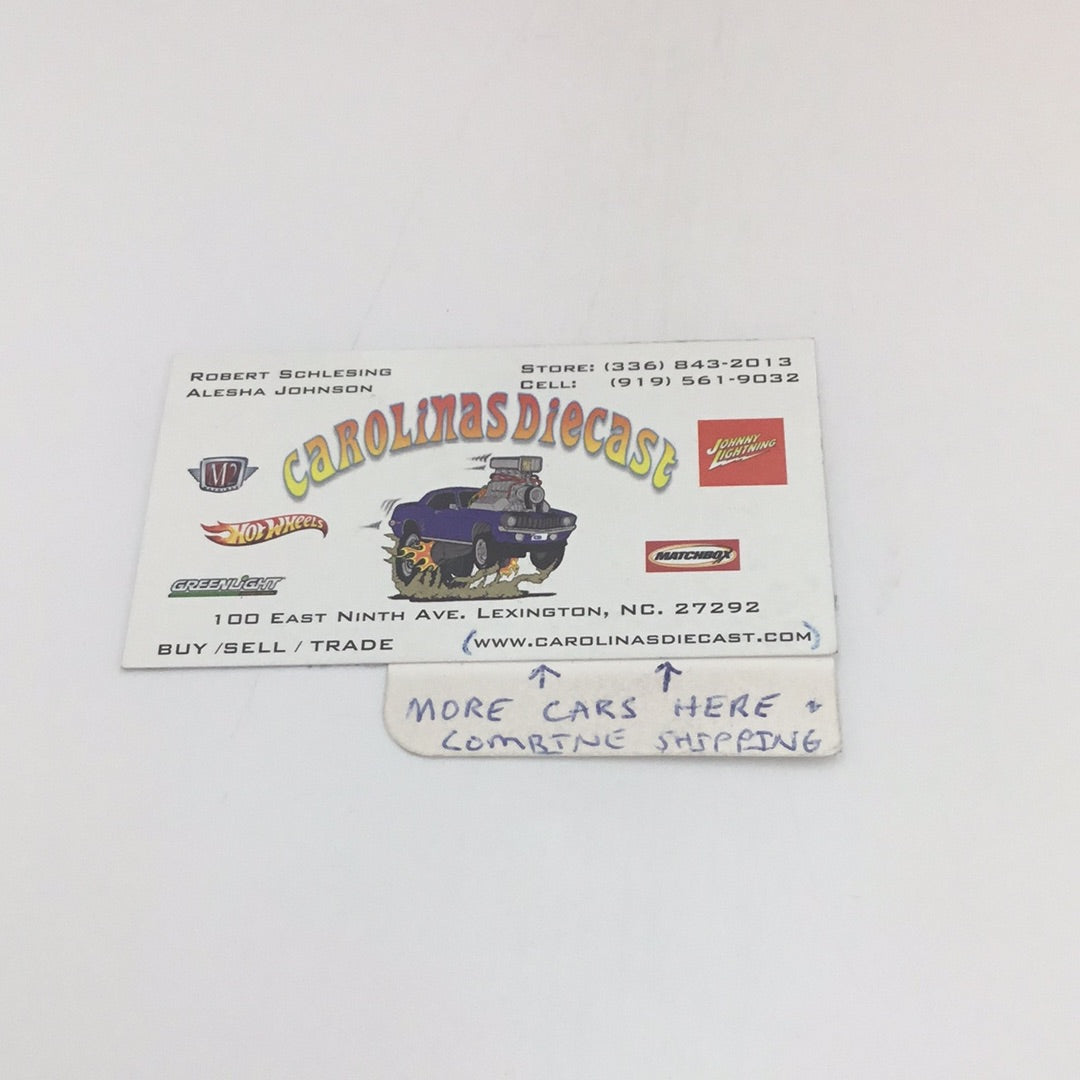 ROBERT SCHLESING
ALESHA JOHNSON
STORE: (336) 843-2013
CELL: (919) 561-9032
CAROLINAS DIECAST
M2
JOHNNY LIGHTNING
HOT WHEELS
MATCHBOX
GREENLIGHT
100 EAST NINTH AVE. LEXINGTON, NC. 27292
BUY /SELL / TRADE (WWW.CAROLINASDIECAST.COM)
MORE CARS HERE +
COMBINE SHIPPING